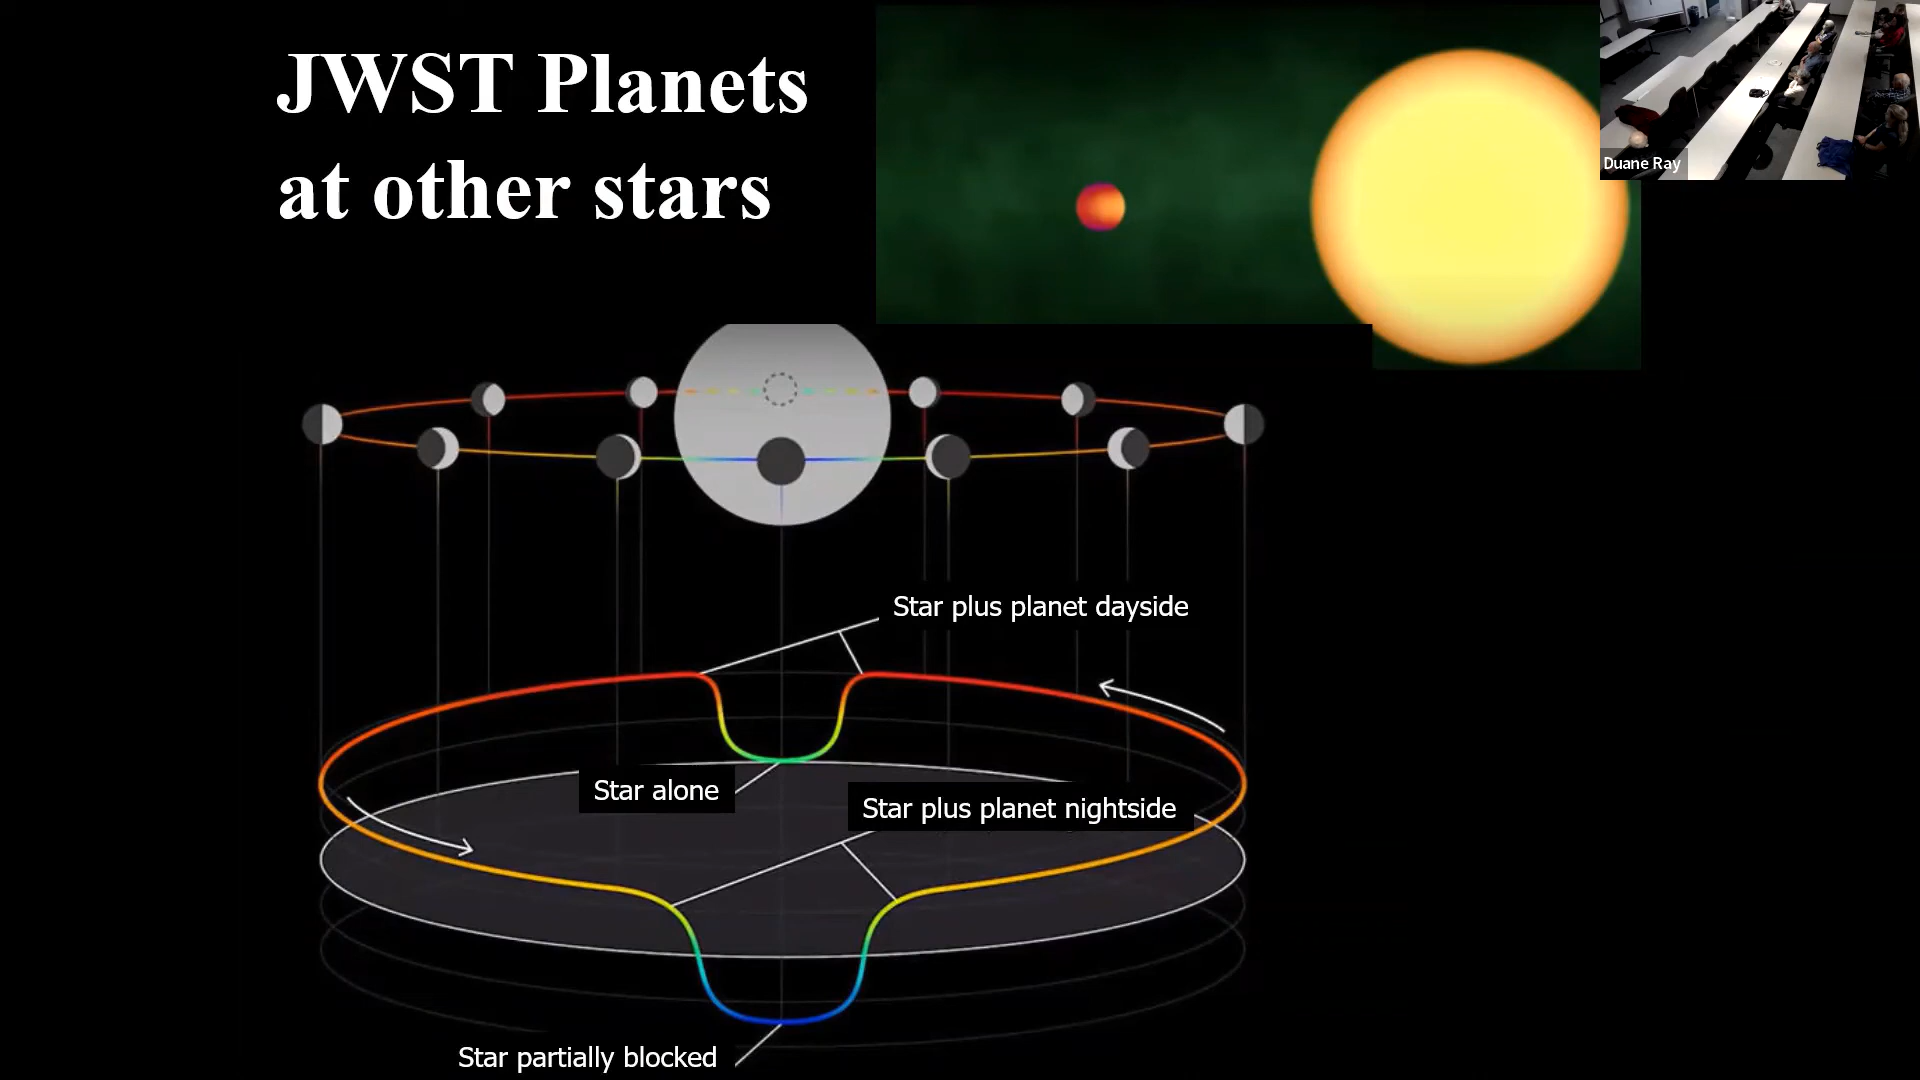 JWST Planets
at other stars
Duane Ray
Star plus planet dayside
Star alone
Star plus planet nightside
Star partially blocked